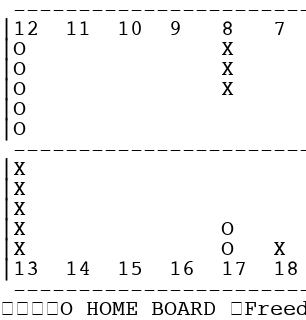 ------------------------
|12 11 10 9 8 7
|O X
|O X
|O X
|O
|O
------------------------
|X
|X
|X
|X O
|X O X
|13 14 15 16 17 18
------------------------
□□□□O HOME BOARD □Freed